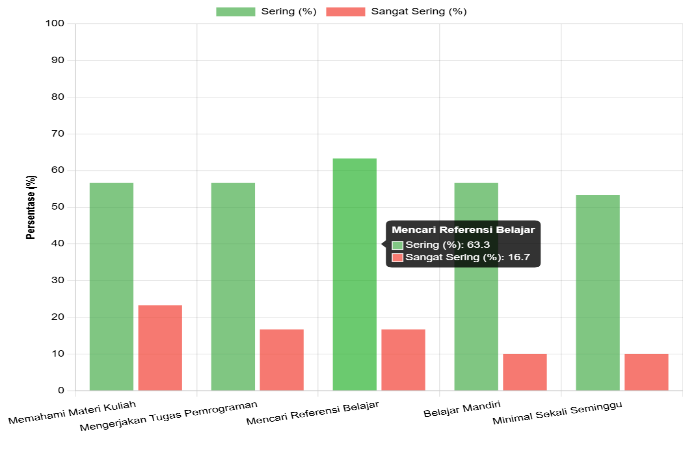 Sering (%) Sangat Sering (%)
100
90
80
70
60
50
40
30
20
10
0
Persentase (%)
Mencari Referensi Belajar
Sering (%): 63.3
Sangat Sering (%): 16.7
Memahami Materi Kuliah
Mengerjakan Tugas Pemrograman
Mencari Referensi Belajar
Belajar Mandiri
Minimal Sekali Seminggu